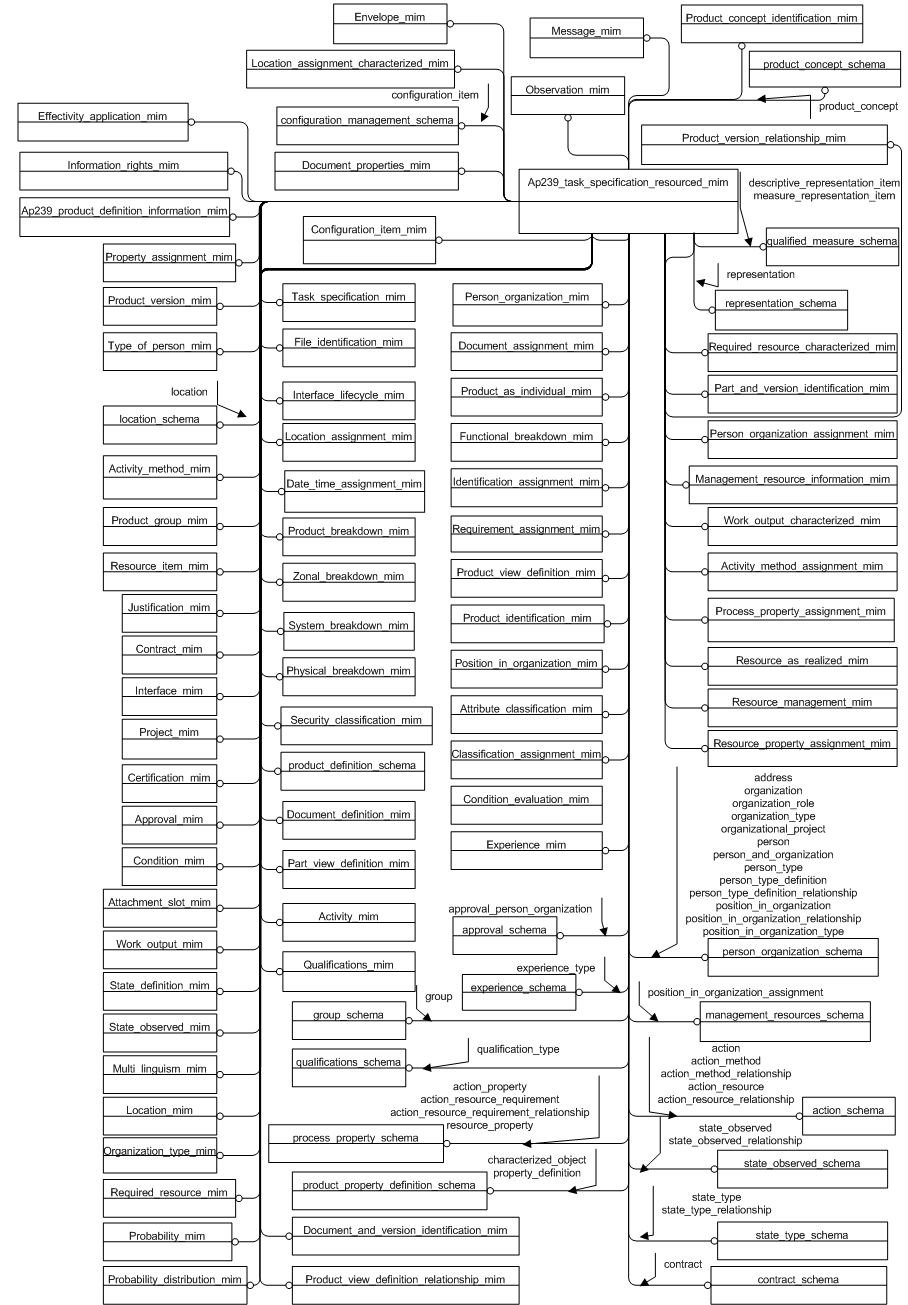 Envelope_mim
Message_mim
Product_concept_identification_mim
Location_assignment_characterized_mim
product_concept_schema
configuration_item
Observation_mim
product_concept
Effectivity_application_mim
configuration_management_schema
Product_version_relationship_mim
Information_rights_mim
Document_properties_mim
Ap239_task_specification_resourced_mim
descriptive_representation_item
measure_representation_item
Ap239_product_definition_information_mim
Configuration_item_mim
qualified_measure_schema
Property_assignment_mim
representation
Product_version_mim
Task_specification_mim
Person_organization_mim
representation_schema
Type_of_person_mim
File_identification_mim
Document_assignment_mim
Required_resource_characterized_mim
location
Interface_lifecycle_mim
Product_as_individual_mim
Part_and_version_identification_mim
location_schema
Location_assignment_mim
Functional_breakdown_mim
Person_organization_assignment_mim
Activity_method_mim
Date_time_assignment_mim
Identification_assignment_mim
Management_resource_information_mim
Product_group_mim
Product_breakdown_mim
Requirement_assignment_mim
Work_output_characterized_mim
Resource_item_mim
Zonal_breakdown_mim
Product_view_definition_mim
Activity_method_assignment_mim
Justification_mim
System_breakdown_mim
Product_identification_mim
Process_property_assignment_mim
Contract_mim
Physical_breakdown_mim
Position_in_organization_mim
Resource_as_realized_mim
Interface_mim
Security_classification_mim
Attribute_classification_mim
Resource_management_mim
Project_mim
product_definition_schema
Classification_assignment_mim
Resource_property_assignment_mim
Certification_mim
Document_definition_mim
Condition_evaluation_mim
address
organization
organization_role
organization_type
organizational_project
person
person_and_organization
person_type
person_type_definition
person_type_definition_relationship
position_in_organization
position_in_organization_relationship
position_in_organization_type
Approval_mim
Experience_mim
Condition_mim
Part_view_definition_mim
Attachment_slot_mim
Activity_mim
approval_person_organization
approval_schema
person_organization_schema
Work_output_mim
Qualifications_mim
experience_type
experience_schema
State_definition_mim
group
position_in_organization_assignment
State_observed_mim
group_schema
management_resources_schema
Multi_linguism_mim
qualifications_schema
qualification_type
action
action_method
action_method_relationship
action_resource
action_resource_relationship
Location_mim
action_property
action_resource_requirement
action_resource_requirement_relationship
resource_property
action_schema
Organization_type_mim
process_property_schema
state_observed
state_observed_relationship
characterized_object
property_definition
state_observed_schema
Required_resource_mim
product_property_definition_schema
state_type
state_type_relationship
Probability_mim
Document_and_version_identification_mim
state_type_schema
contract
Probability_distribution_mim
Product_view_definition_relationship_mim
contract_schema